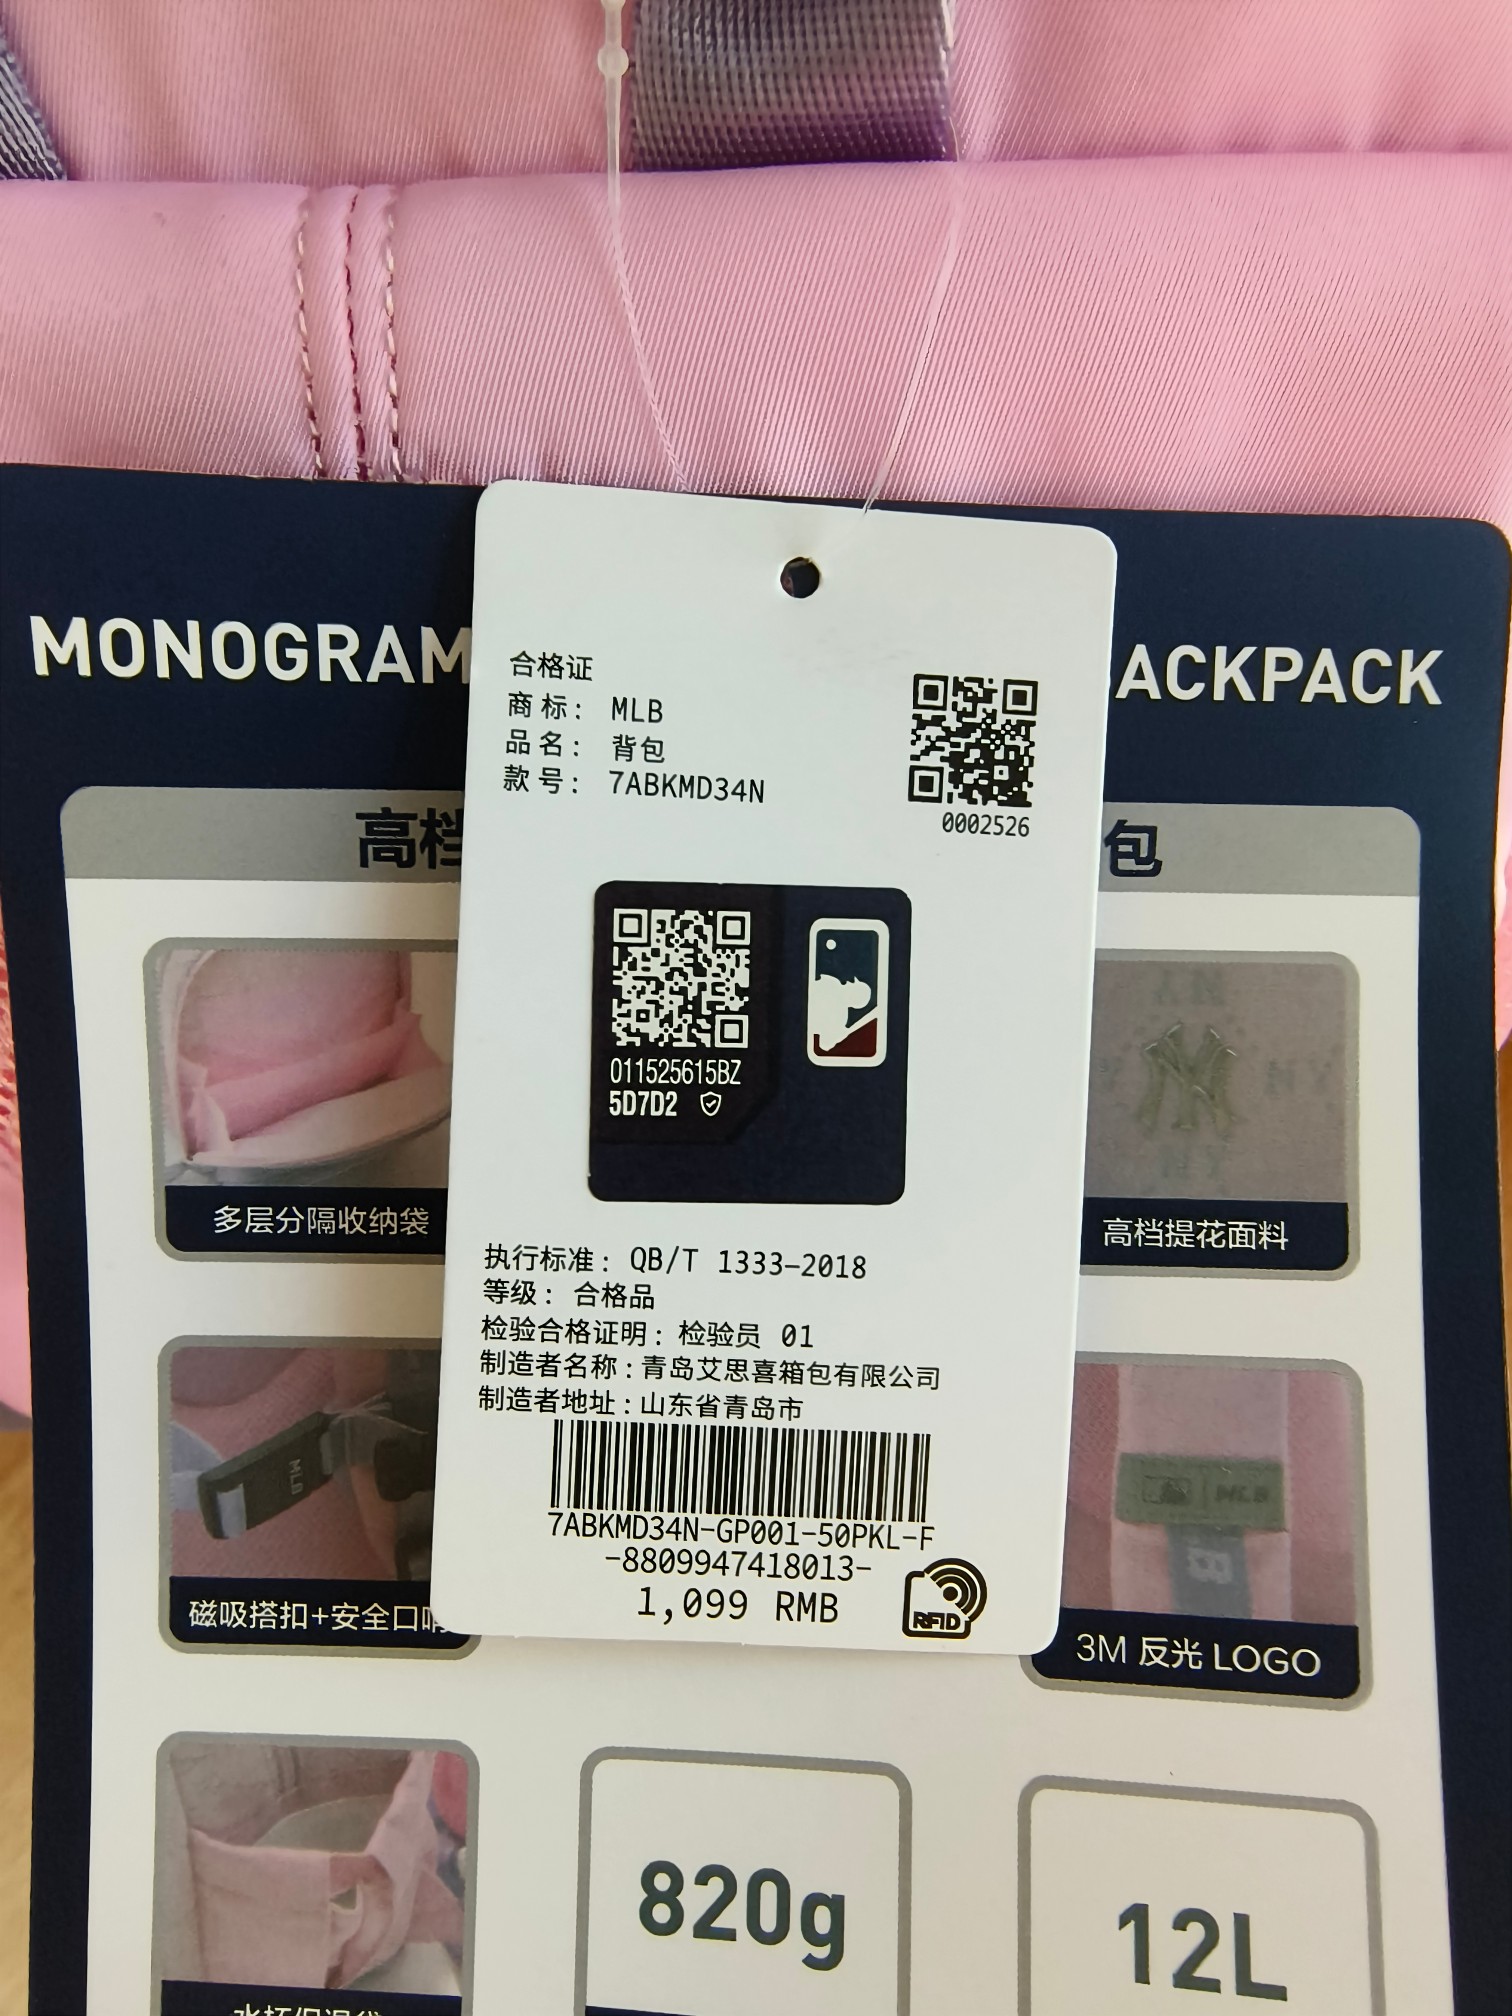 MONOGRAM
ACKPACK
合格证
商标： MLB
品名： 背包
款号： 7ABKMD34N
0002526
高档
包
011525615BZ
5D7D2
多层分隔收纳袋
高档提花面料
执行标准： QB/T 1333-2018
等级： 合格品
检验合格证明：检验员 01
制造者名称：青岛艾思喜箱包有限公司
制造者地址：山东省青岛市
7ABKMD34N-GP001-50PKL-F
-8809947418013-
1,099 RMB
RFID
MLB
NY
MLB
磁吸搭扣+安全口哨
3M 反光 LOGO
820g
12L